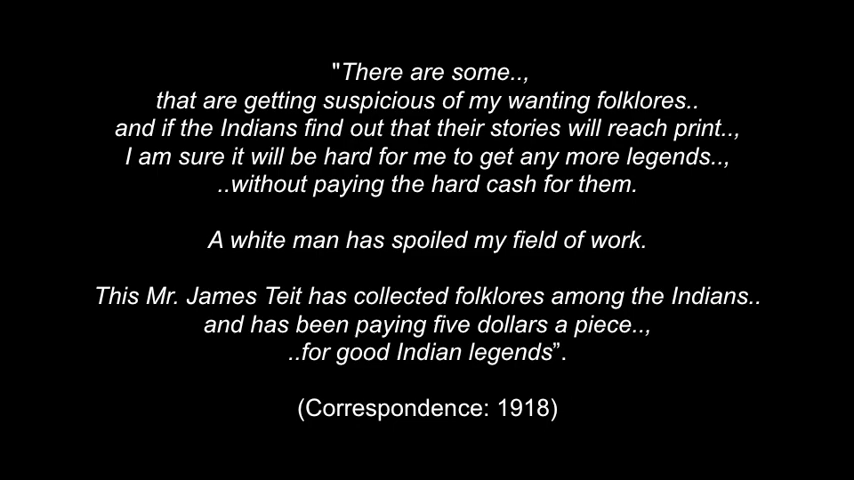 "There are some..,
that are getting suspicious of my wanting folklores..
and if the Indians find out that their stories will reach print..,
I am sure it will be hard for me to get any more legends..,
..without paying the hard cash for them.
A white man has spoiled my field of work.
This Mr. James Teit has collected folklores among the Indians..
and has been paying five dollars a piece..,
..for good Indian legends”.
(Correspondence: 1918)